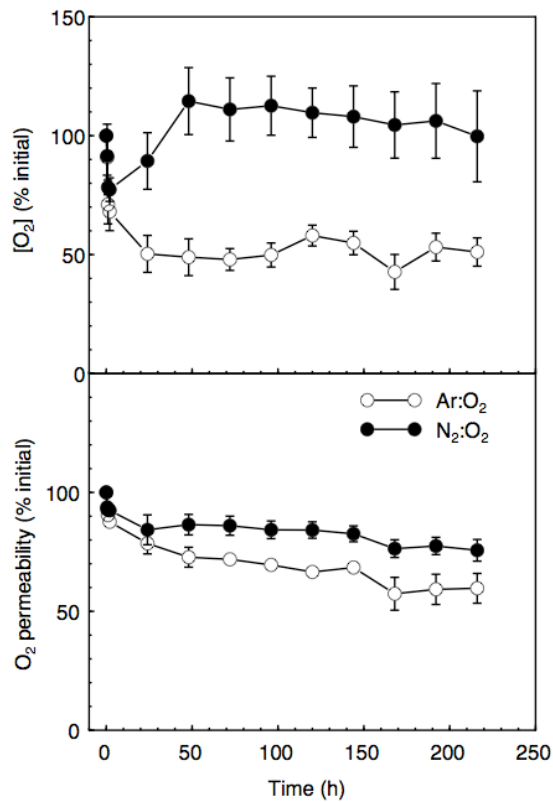 150
100
50
0
[O₂] (% initial)
Ar:O₂
N₂:O₂
100
50
0
O₂ permeability (% initial)
0 50 100 150 200 250
Time (h)